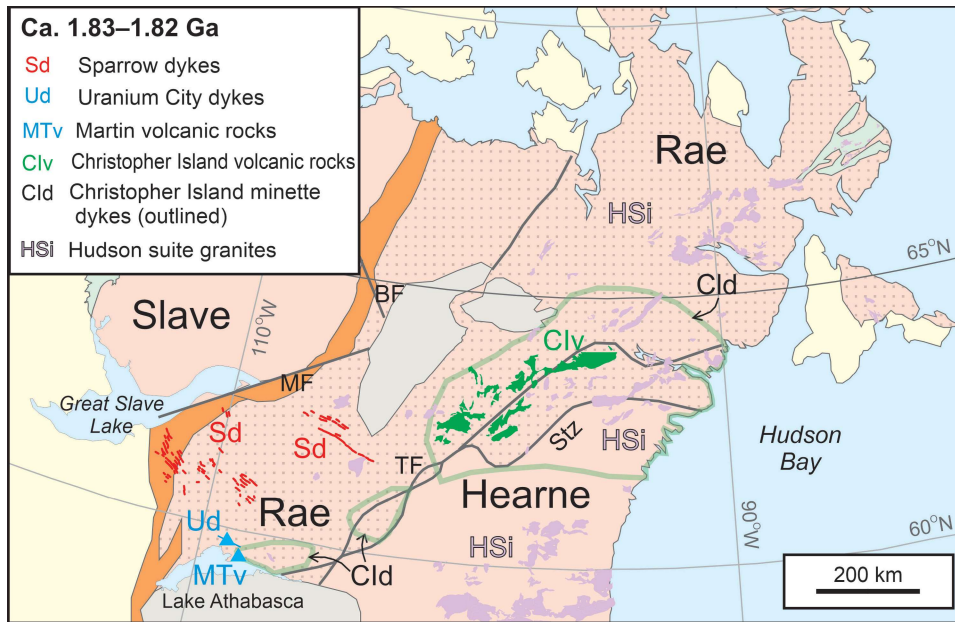 Ca. 1.83–1.82 Ga
Sd Sparrow dykes
Ud Uranium City dykes
MTv Martin volcanic rocks
CIv Christopher Island volcanic rocks
CId Christopher Island minette
dykes (outlined)
HSi Hudson suite granites
Rae
HSi
65°N
CId
BF
Slave
110°W
CIv
MF
Great Slave
Lake
Sd
Sd
Stz
HSi
Hudson
Bay
TF
Hearne
Rae
90°W
60°N
Ud
HSi
MTv
CId
Lake Athabasca
200 km